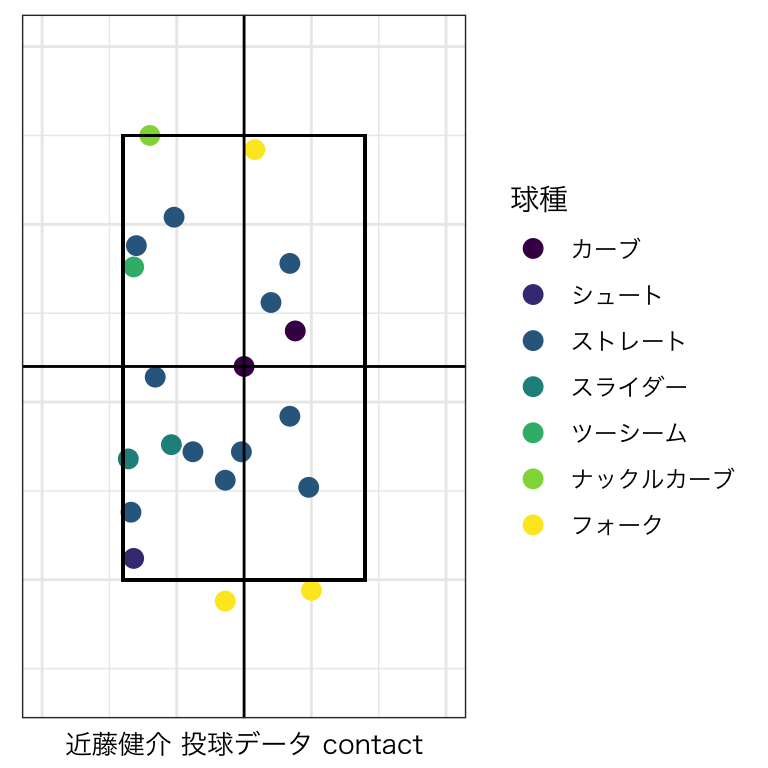 球種
カーブ
シュート
ストレート
スライダー
ツーシーム
ナックルカーブ
フォーク
近藤健介 投球データ contact